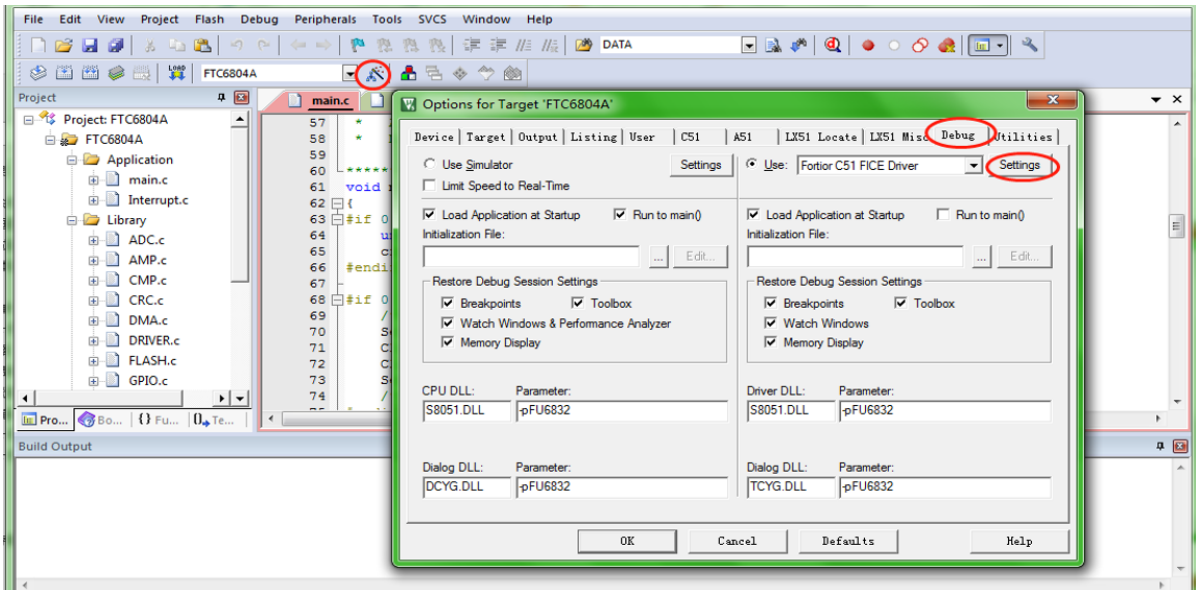 File Edit View Project Flash Debug Peripherals Tools SVCS Window Help
DATA
LOAD FTC6804A
Project
Project: FTC6804A
FTC6804A
Application
main.c
Interrupt.c
Library
ADC.c
AMP.c
CMP.c
CRC.c
DMA.c
DRIVER.c
FLASH.c
GPIO.c
Pro... Bo... {} Fu... Te...
main.c
57 *
58 *
59
60 *****
61 void
62 {
63 #if 0
64
65
66 #endi
67
68 #if 0
69 /
70 S
71 C
72 C
73 S
74 /
Options for Target 'FTC6804A'
Device Target Output Listing User C51 A51 LX51 Locate LX51 Misc Debug Utilities
Use Simulator Settings
Limit Speed to Real-Time
Use: Fortior C51 FICE Driver Settings
Load Application at Startup Run to main()
Initialization File:
... Edit...
Load Application at Startup Run to main()
Initialization File:
... Edit...
Restore Debug Session Settings
Breakpoints Toolbox
Watch Windows & Performance Analyzer
Memory Display
Restore Debug Session Settings
Breakpoints Toolbox
Watch Windows
Memory Display
CPU DLL: Parameter:
S8051.DLL -pFU6832
Driver DLL: Parameter:
S8051.DLL -pFU6832
Dialog DLL: Parameter:
DCYG.DLL -pFU6832
Dialog DLL: Parameter:
TCYG.DLL -pFU6832
OK Cancel Defaults Help
Build Output